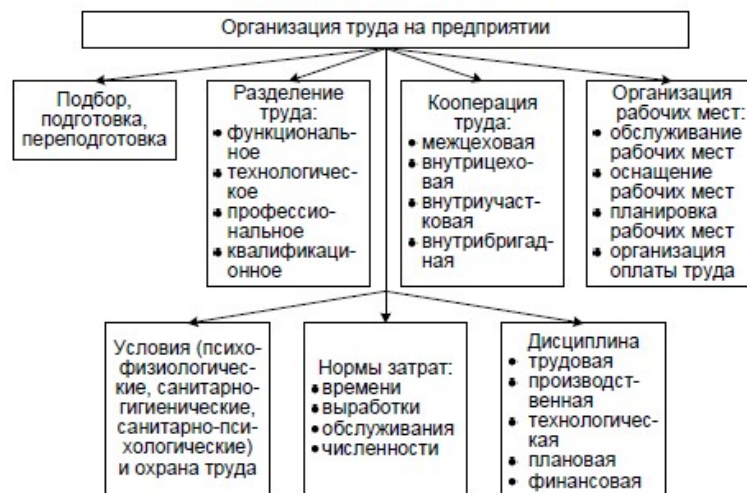 Организация труда на предприятии
Подбор,
подготовка,
переподготовка
Разделение
труда:
• функциональ-
ное
• технологичес-
кое
• профессио-
нальное
• квалификаци-
онное
Кооперация
труда:
• межцеховая
• внутрицехо-
вая
• внутриучаст-
ковая
• внутрибригад-
ная
Организация
рабочих мест:
• обслуживание
рабочих мест
• оснащение
рабочих мест
• планировка
рабочих мест
• организация
оплаты труда
Условия (психо-
физиологичес-
кие, санитарно-
гигиенические,
санитарно-пси-
хологические)
и охрана труда
Нормы затрат:
• времени
• выработки
• обслуживания
• численности
Дисциплина
• трудовая
• производст-
венная
• технологичес-
кая
• плановая
• финансовая